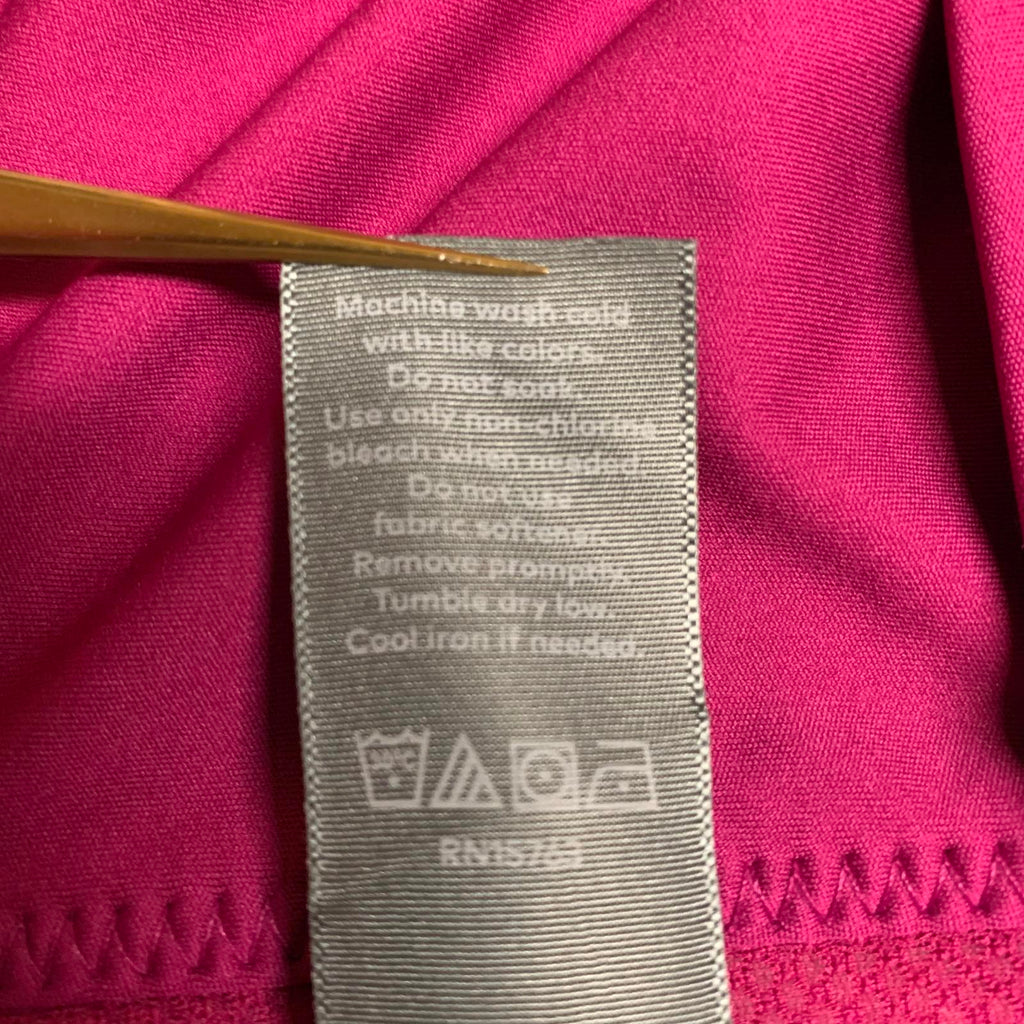 Machine wash cold
with like colors.
Do not soak.
Use only non-chlorine
bleach when needed.
Do not use
fabric softener.
Remove promptly.
Tumble dry low.
Cool iron if needed.
30°C
RN15763